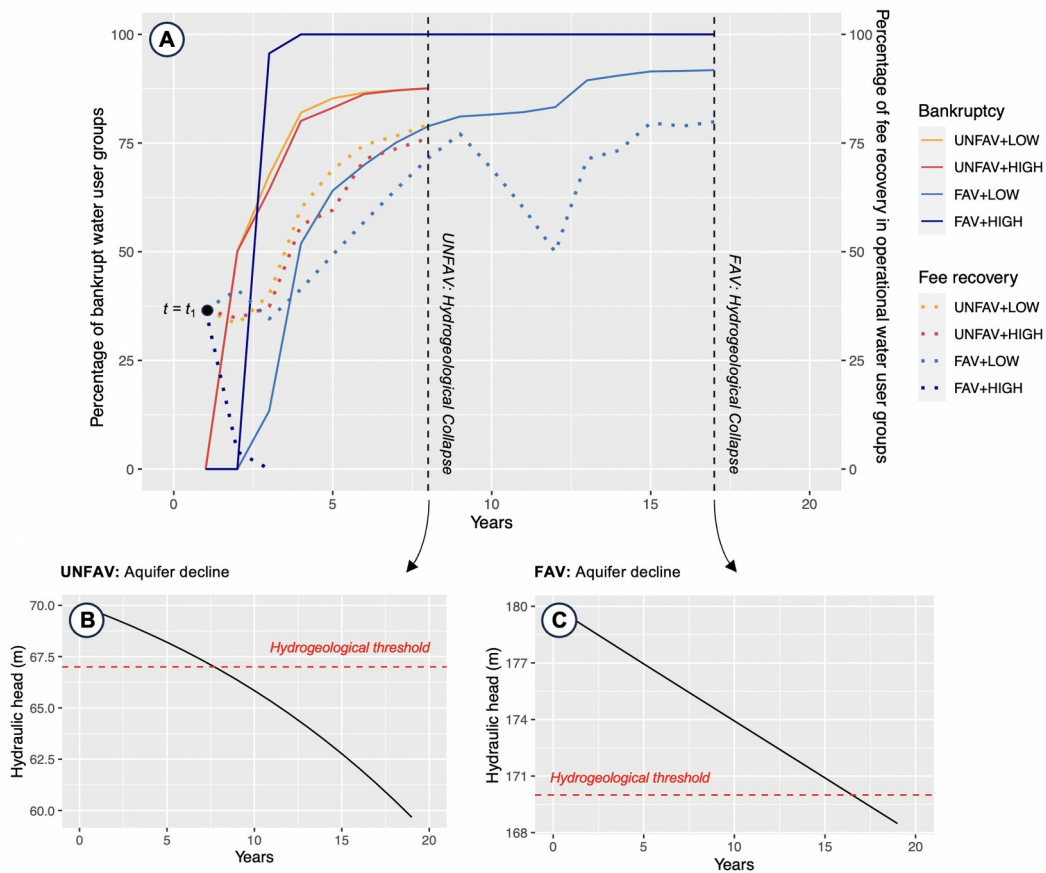 A
100
75
50
25
0
Percentage of bankrupt water user groups
t = t1
UNFAV: Hydrogeological Collapse
FAV: Hydrogeological Collapse
100
75
50
25
0
Percentage of fee recovery in operational water user groups
0 5 10 15 20
Years
Bankruptcy
UNFAV+LOW
UNFAV+HIGH
FAV+LOW
FAV+HIGH
Fee recovery
UNFAV+LOW
UNFAV+HIGH
FAV+LOW
FAV+HIGH
UNFAV: Aquifer decline
B
70.0
67.5
65.0
62.5
60.0
Hydraulic head (m)
Hydrogeological threshold
0 5 10 15 20
Years
FAV: Aquifer decline
C
180
177
174
171
168
Hydraulic head (m)
Hydrogeological threshold
0 5 10 15 20
Years